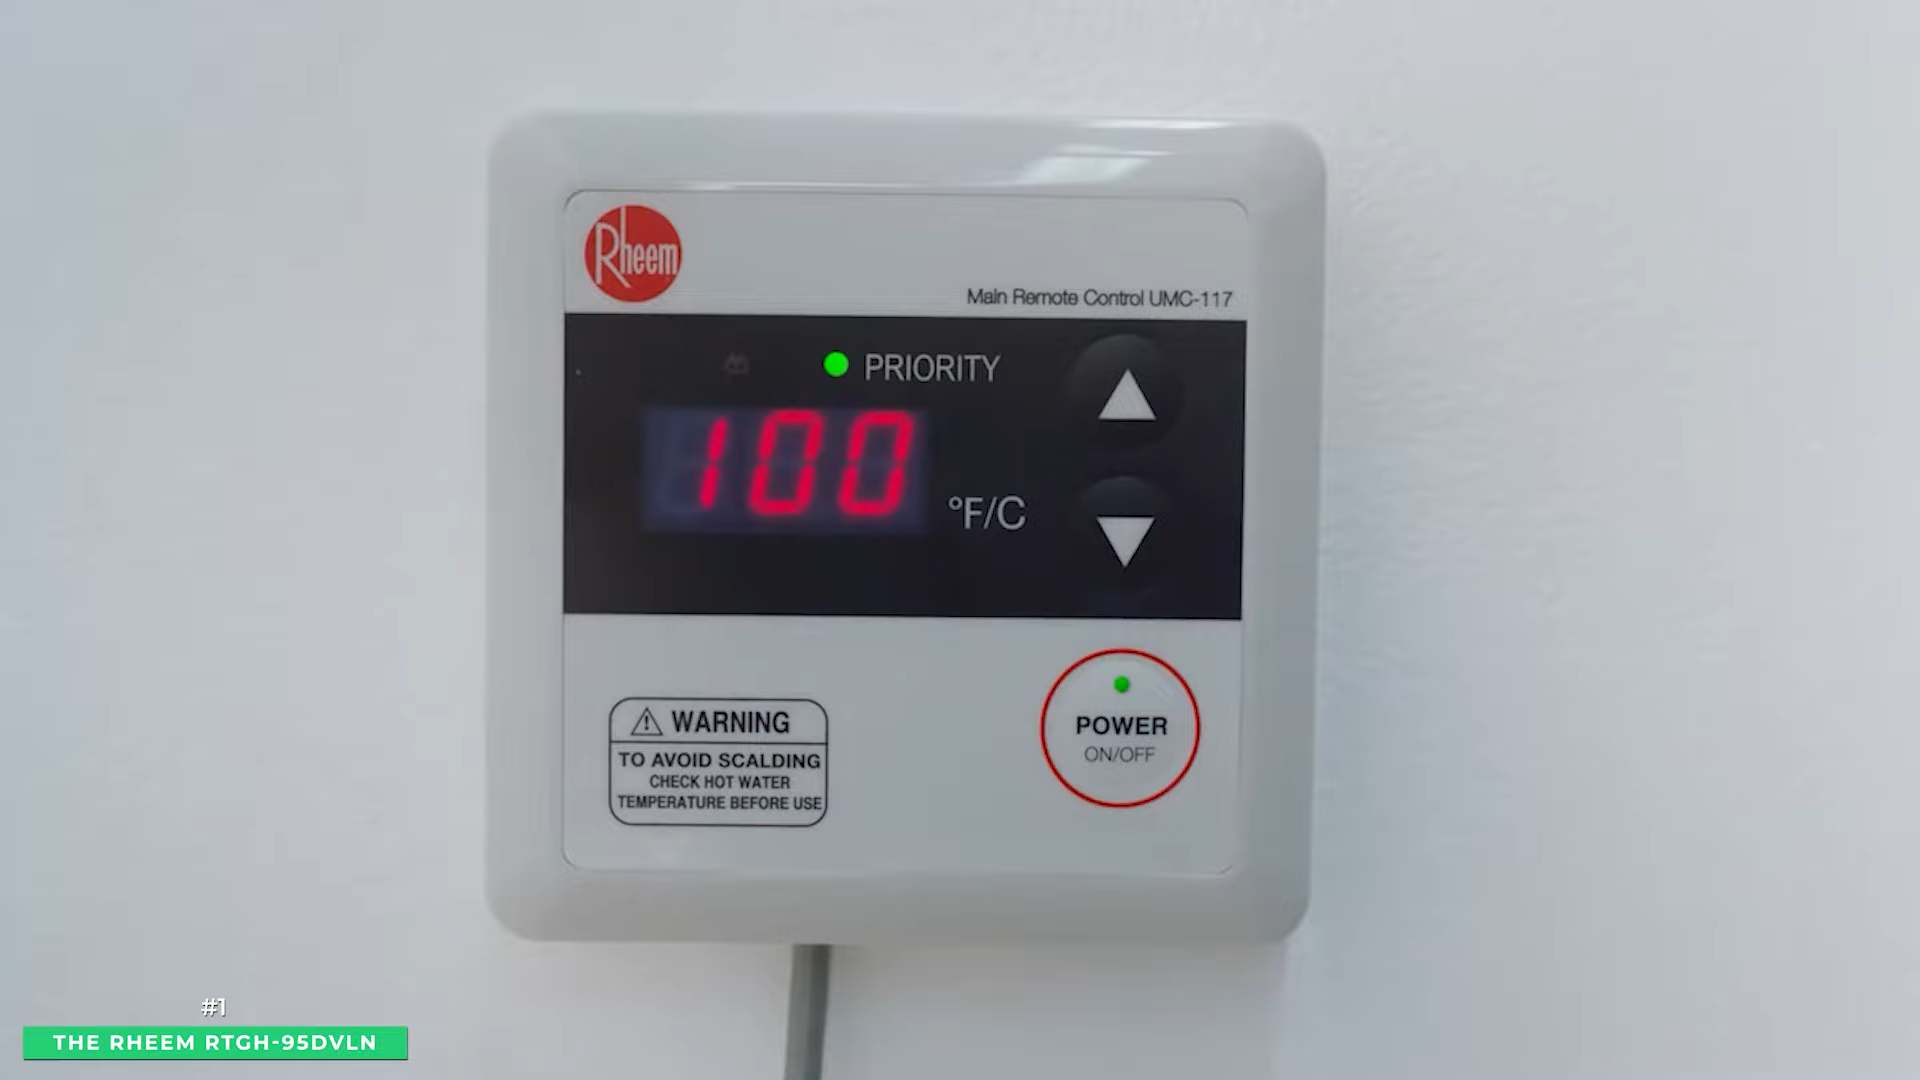 Rheem
Main Remote Control UMC-117
PRIORITY
100
°F/C
WARNING
TO AVOID SCALDING
CHECK HOT WATER
TEMPERATURE BEFORE USE
POWER
ON/OFF
#1
THE RHEEM RTGH-95DVLN